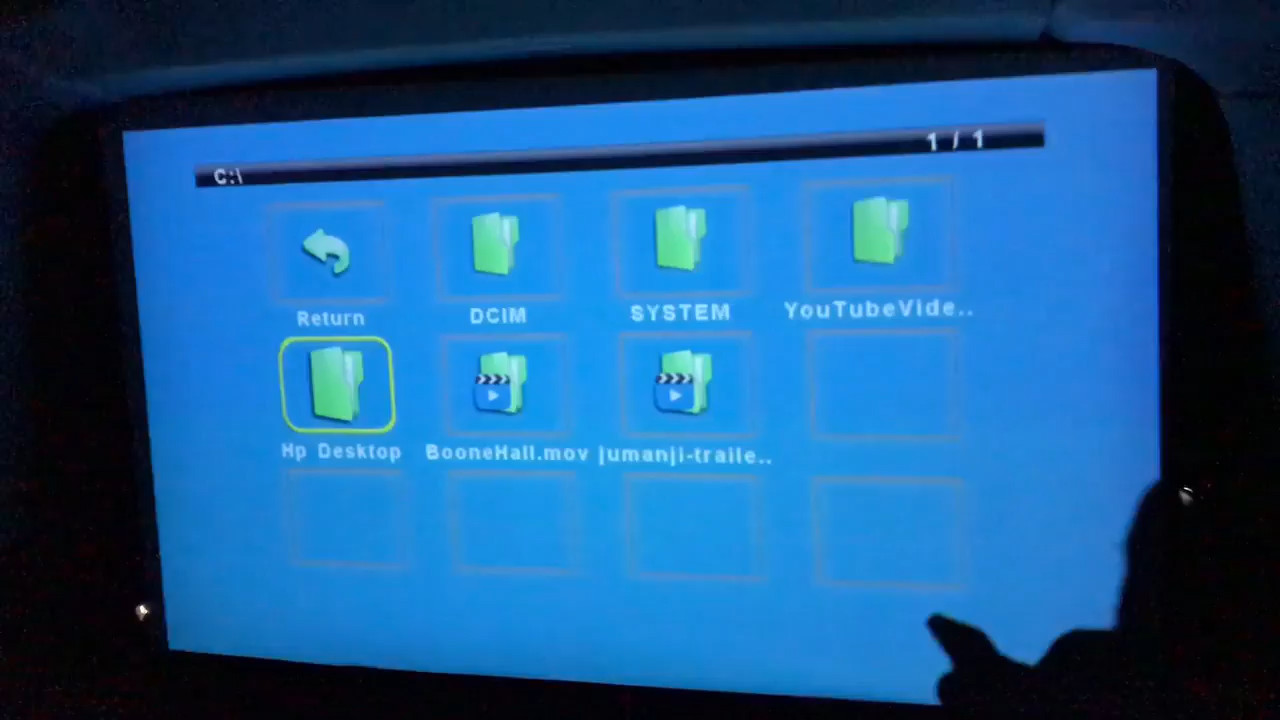 C:\ 1 / 1
Return DCIM SYSTEM YouTubeVide..
Hp Desktop BooneHall.mov jumanji-traile..